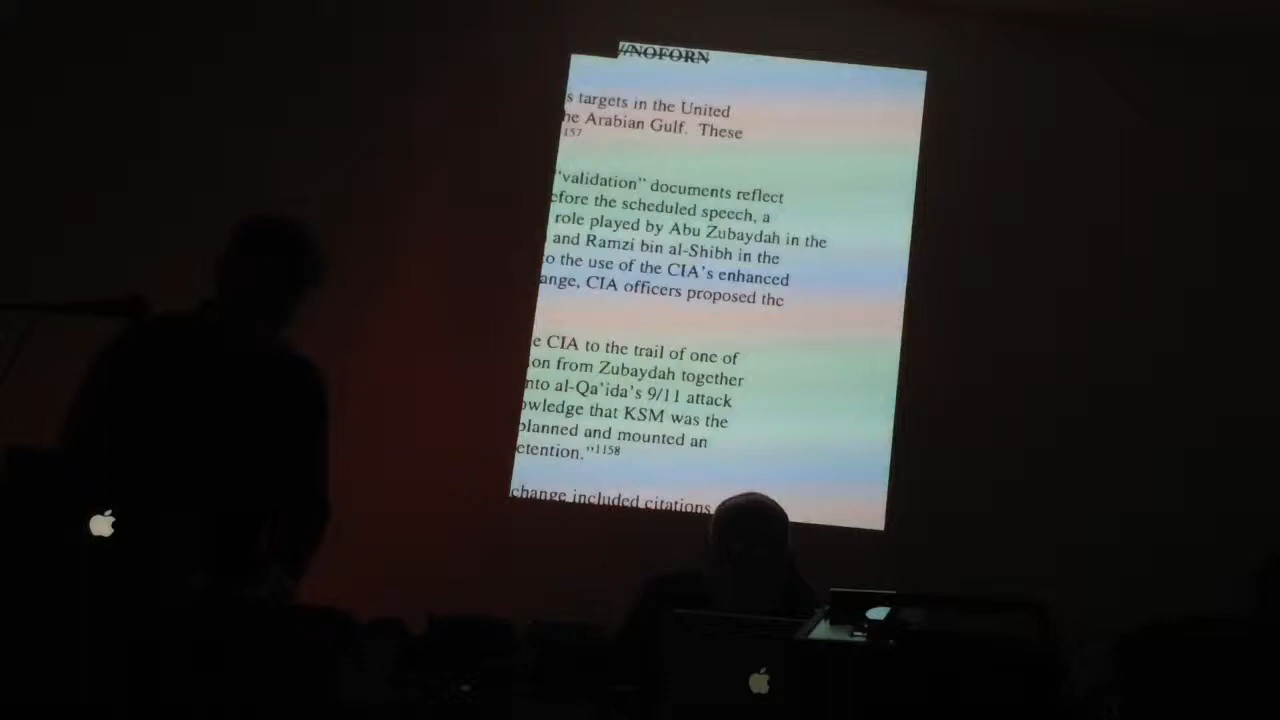 //NOFORN
s targets in the United
he Arabian Gulf. These
157
"validation" documents reflect
efore the scheduled speech, a
role played by Abu Zubaydah in the
and Ramzi bin al-Shibh in the
o the use of the CIA's enhanced
ange, CIA officers proposed the
e CIA to the trail of one of
on from Zubaydah together
nto al-Qa'ida's 9/11 attack
owledge that KSM was the
planned and mounted an
etention."1158
change included citations